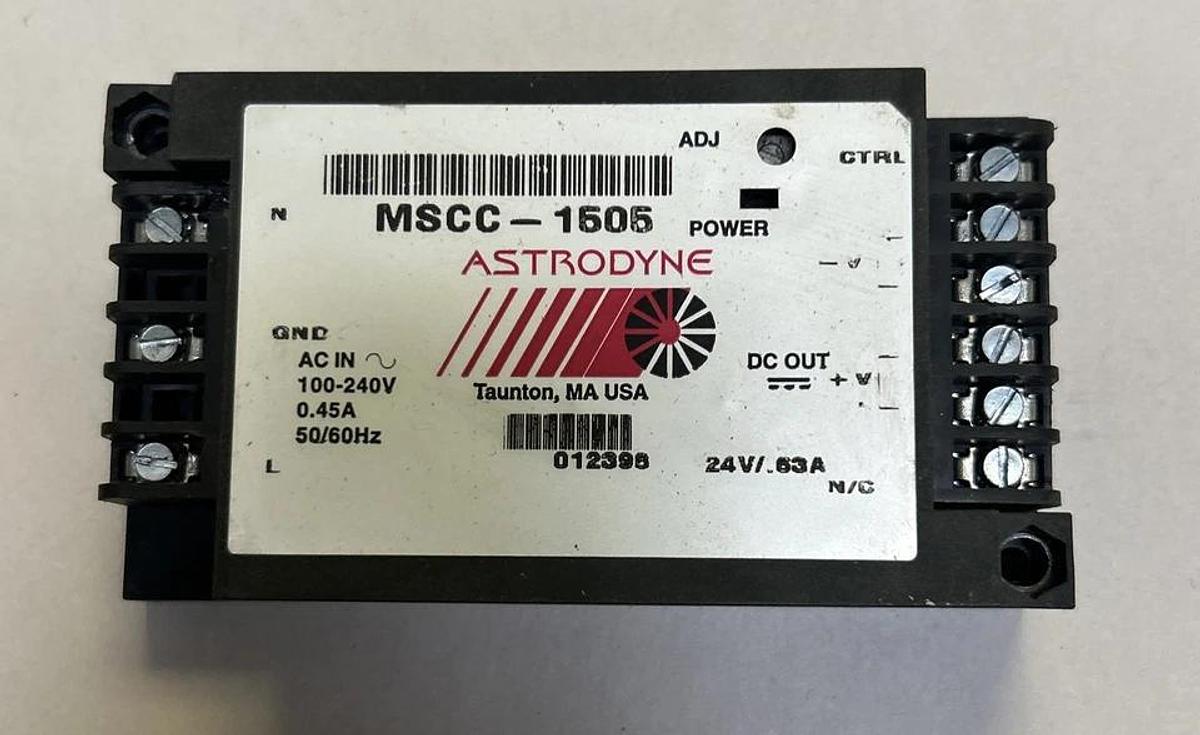 ADJ
CTRL
N
MSCC - 1505
POWER
ASTRODYNE
- V
GND
AC IN ~
DC OUT
100-240V
+ V
Taunton, MA USA
0.45A
50/60Hz
L
012398
24V/.63A
N/C